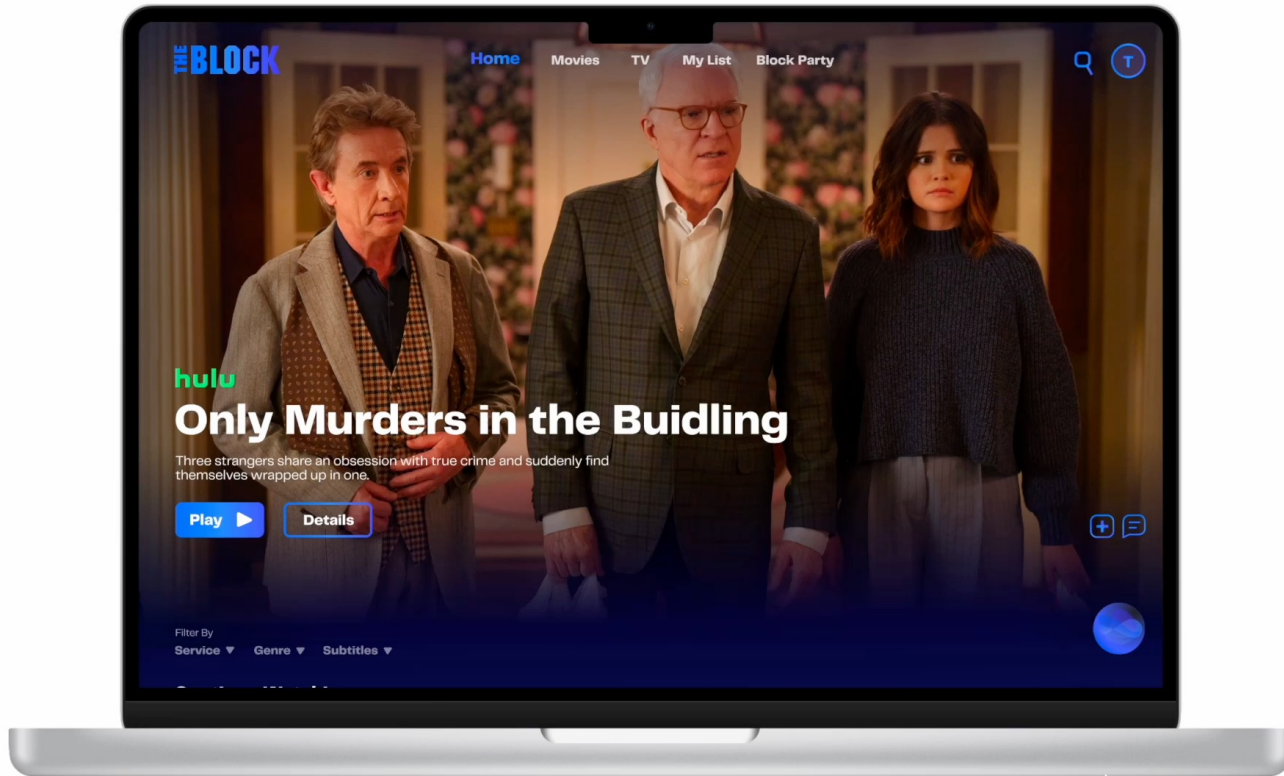 THE BLOCK
Home Movies TV My List Block Party
T
hulu
Only Murders in the Buidling
Three strangers share an obsession with true crime and suddenly find
themselves wrapped up in one.
Play Details
Filter By
Service Genre Subtitles